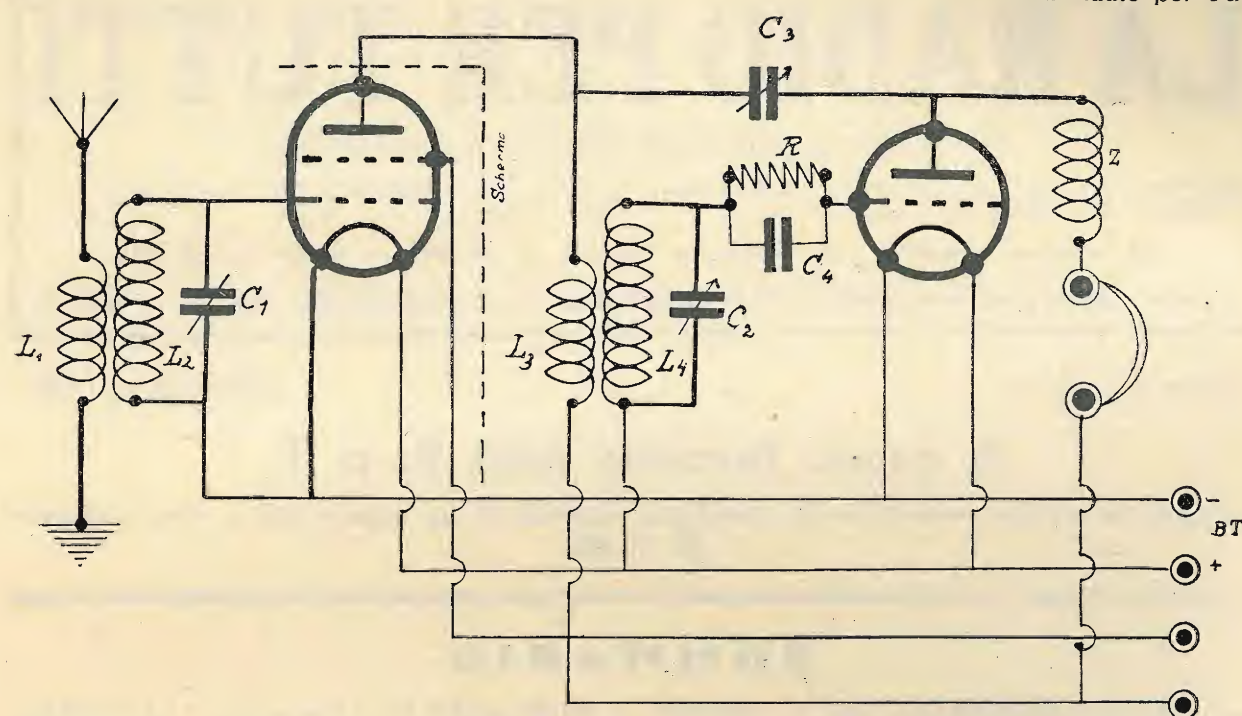 Schermo
C₃
R
Z
C₄
C₁
L₁
L₂
L₃
L₄
C₂
-
BT
+